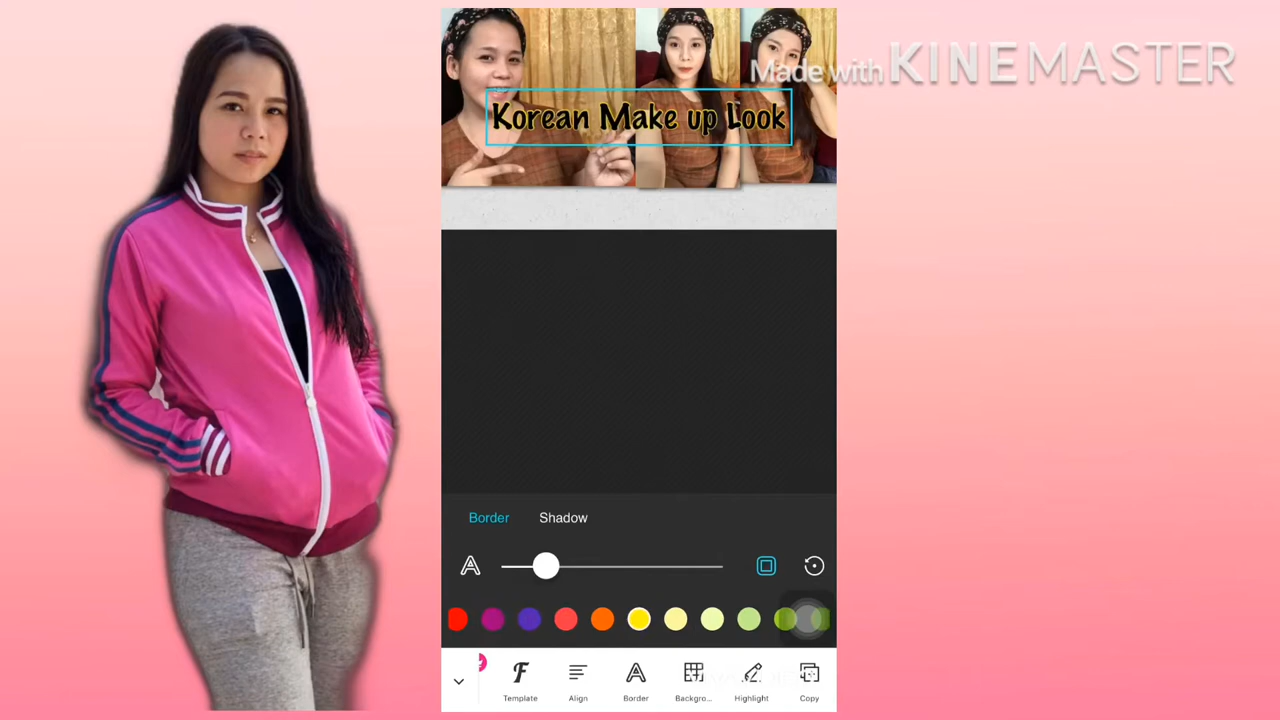 Made with KINEMASTER
Korean Make up Look
Border
Shadow
Template
Align
Border
Backgro...
Highlight
Copy